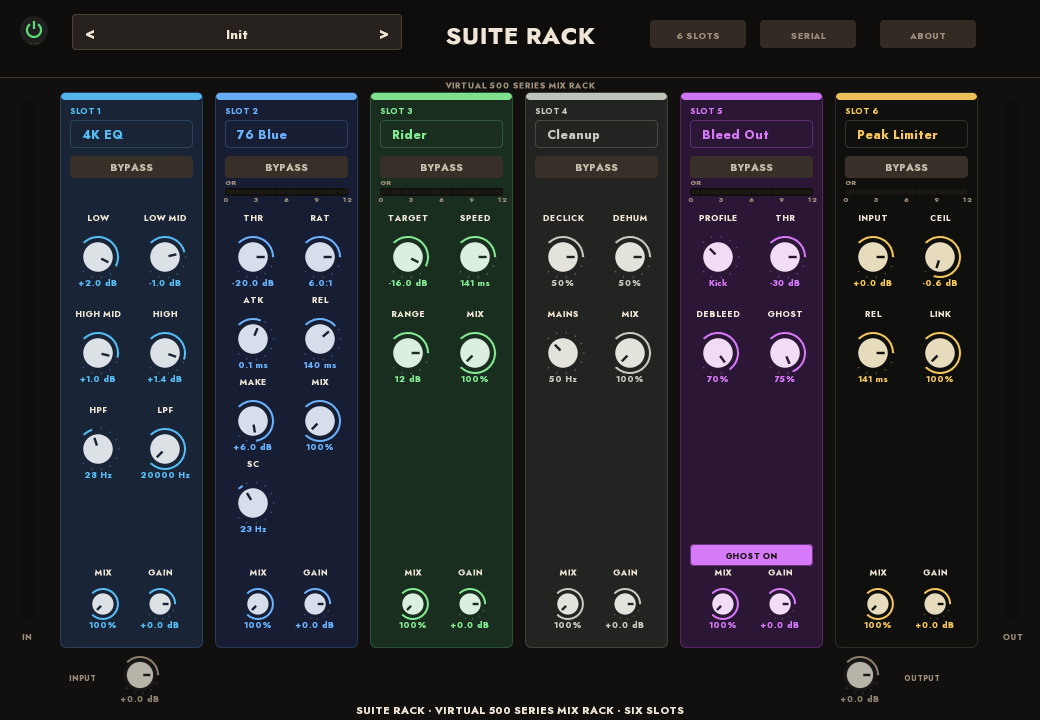 < Init >
SUITE RACK
6 SLOTS
SERIAL
ABOUT
VIRTUAL 500 SERIES MIX RACK
SLOT 1
4K EQ
BYPASS
LOW LOW MID
+2.0 dB -1.0 dB
HIGH MID HIGH
+1.0 dB +1.4 dB
HPF LPF
28 Hz 20000 Hz
MIX GAIN
100% +0.0 dB
SLOT 2
76 Blue
BYPASS
GR
0 3 6 9 12
THR RAT
-20.0 dB 6.0:1
ATK REL
0.1 ms 140 ms
MAKE MIX
+6.0 dB 100%
SC
23 Hz
MIX GAIN
100% +0.0 dB
SLOT 3
Rider
BYPASS
GR
0 3 6 9 12
TARGET SPEED
-16.0 dB 141 ms
RANGE MIX
12 dB 100%
MIX GAIN
100% +0.0 dB
SLOT 4
Cleanup
BYPASS
DECLICK DEHUM
50% 50%
MAINS MIX
50 Hz 100%
MIX GAIN
100% +0.0 dB
SLOT 5
Bleed Out
BYPASS
GR
0 3 6 9 12
PROFILE THR
Kick -30 dB
DEBLEED GHOST
70% 75%
GHOST ON
MIX GAIN
100% +0.0 dB
SLOT 6
Peak Limiter
BYPASS
GR
0 3 6 9 12
INPUT CEIL
+0.0 dB -0.6 dB
REL LINK
141 ms 100%
MIX GAIN
100% +0.0 dB
IN
OUT
INPUT
+0.0 dB
OUTPUT
+0.0 dB
SUITE RACK · VIRTUAL 500 SERIES MIX RACK · SIX SLOTS